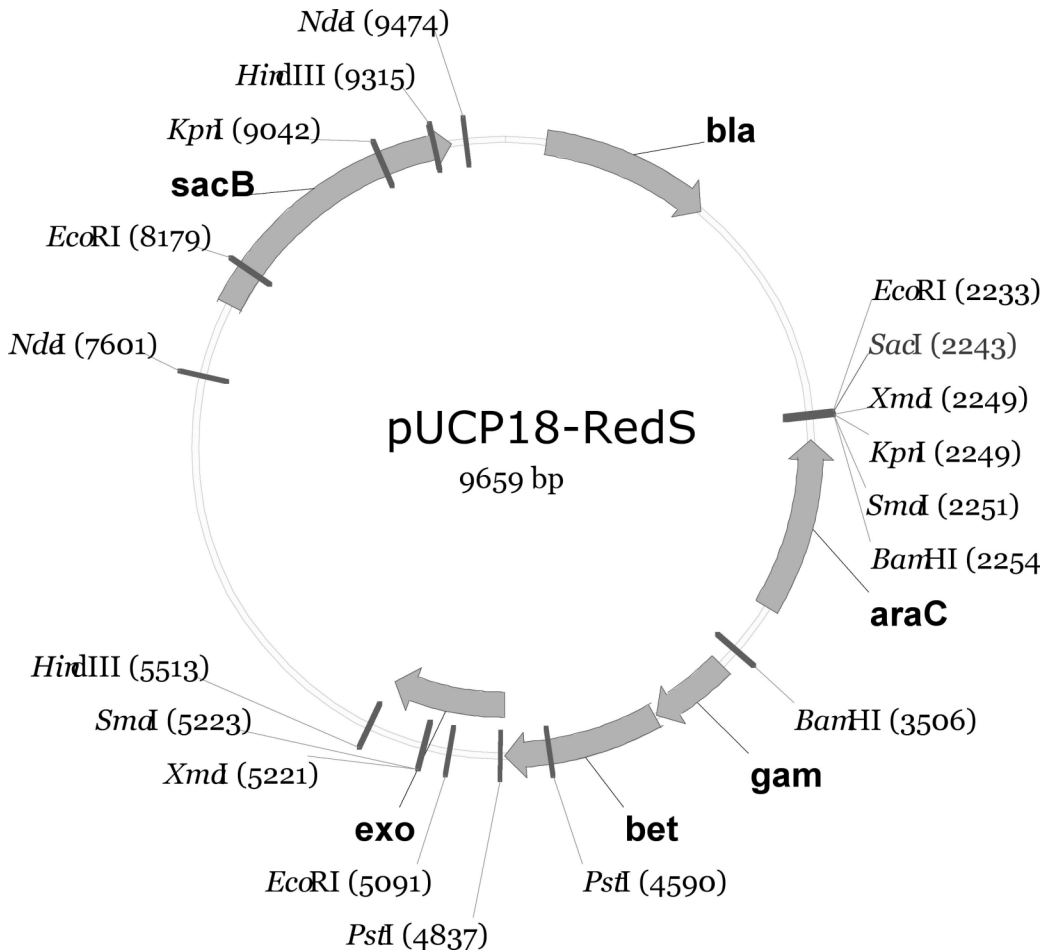 NdeI (9474)
HindIII (9315)
KpnI (9042)
sacB
EcoRI (8179)
NdeI (7601)
bla
EcoRI (2233)
SacI (2243)
XmaI (2249)
KpnI (2249)
SmaI (2251)
BamHI (2254
araC
pUCP18-RedS
9659 bp
HindIII (5513)
SmaI (5223)
XmaI (5221)
exo
EcoRI (5091)
PstI (4837)
bet
PstI (4590)
gam
BamHI (3506)